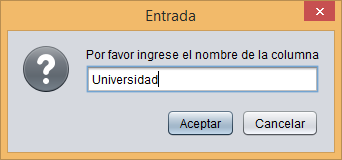 Entrada
Por favor ingrese el nombre de la columna
Universidad
Aceptar
Cancelar